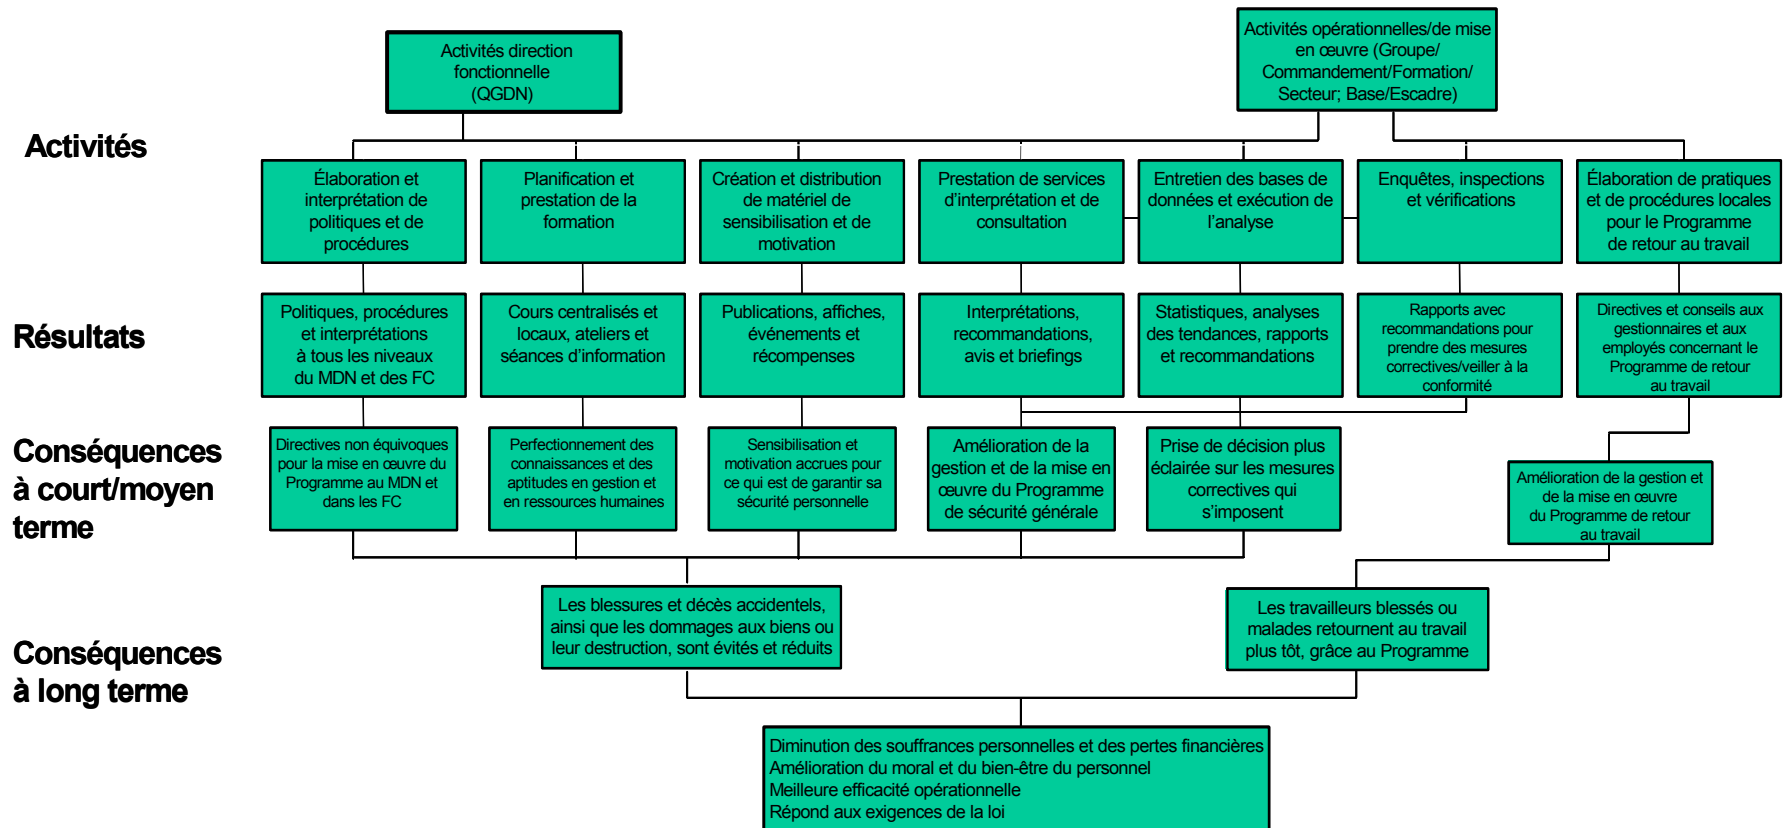 Activités direction
fonctionnelle
(QGDN)
Activités opérationnelles/de mise
en œuvre (Groupe/
Commandement/Formation/
Secteur; Base/Escadre)
Activités
Élaboration et
interprétation de
politiques et de
procédures
Planification et
prestation de la
formation
Création et distribution
de matériel de
sensibilisation et de
motivation
Prestation de services
d’interprétation et de
consultation
Entretien des bases de
données et exécution de
l’analyse
Enquêtes, inspections
et vérifications
Élaboration de pratiques
et de procédures locales
pour le Programme
de retour au travail
Résultats
Politiques, procédures
et interprétations
à tous les niveaux
du MDN et des FC
Cours centralisés et
locaux, ateliers et
séances d’information
Publications, affiches,
événements et
récompenses
Interprétations,
recommandations,
avis et briefings
Statistiques, analyses
des tendances, rapports
et recommandations
Rapports avec
recommandations pour
prendre des mesures
correctives/veiller à la
conformité
Directives et conseils aux
gestionnaires et aux
employés concernant le
Programme de retour
au travail
Conséquences
à court/moyen
terme
Directives non équivoques
pour la mise en œuvre du
Programme au MDN et
dans les FC
Perfectionnement des
connaissances et des
aptitudes en gestion et
en ressources humaines
Sensibilisation et
motivation accrues pour
ce qui est de garantir sa
sécurité personnelle
Amélioration de la
gestion et de la mise en
œuvre du Programme
de sécurité générale
Prise de décision plus
éclairée sur les mesures
correctives qui
s’imposent
Amélioration de la gestion et
de la mise en œuvre
du Programme de retour
au travail
Conséquences
à long terme
Les blessures et décès accidentels,
ainsi que les dommages aux biens ou
leur destruction, sont évités et réduits
Les travailleurs blessés ou
malades retournent au travail
plus tôt, grâce au Programme
Diminution des souffrances personnelles et des pertes financières
Amélioration du moral et du bien-être du personnel
Meilleure efficacité opérationnelle
Répond aux exigences de la loi